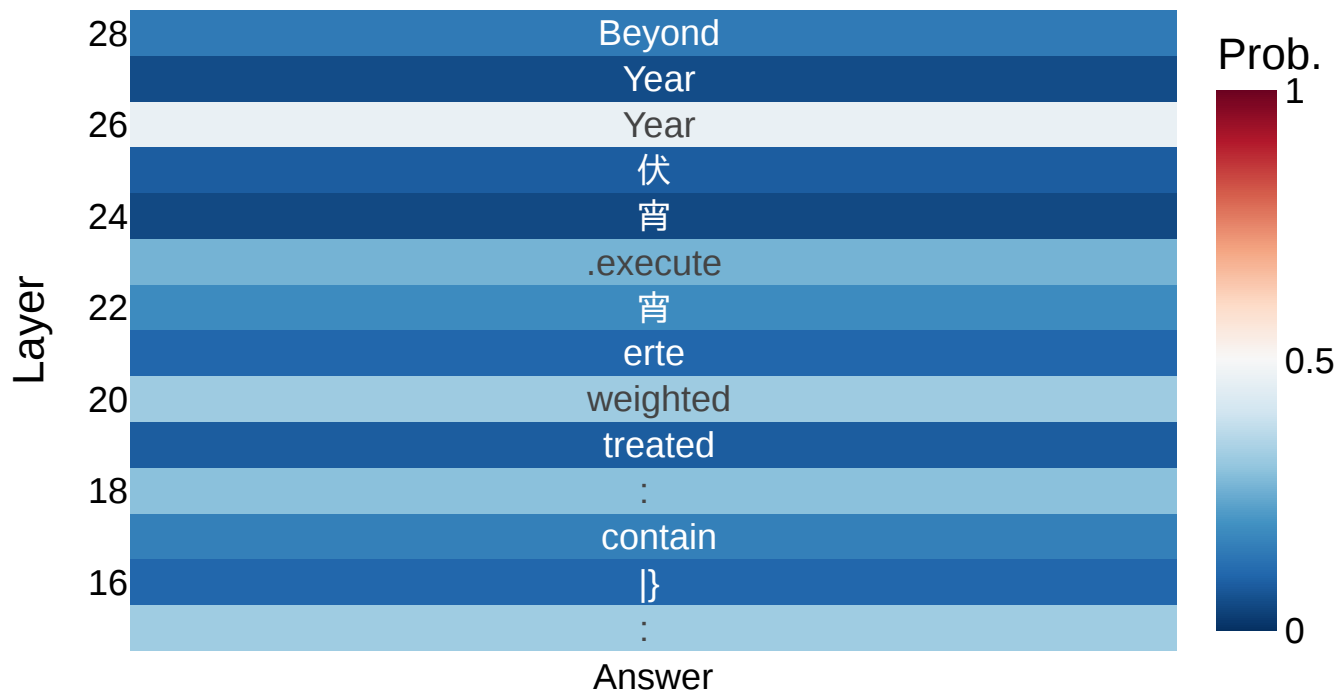 28 Beyond
Prob.
Year
1
26 Year
伏
24 宵
.execute
Layer
22 宵
erte
0.5
20 weighted
treated
18 :
contain
16 |}
:
0
Answer